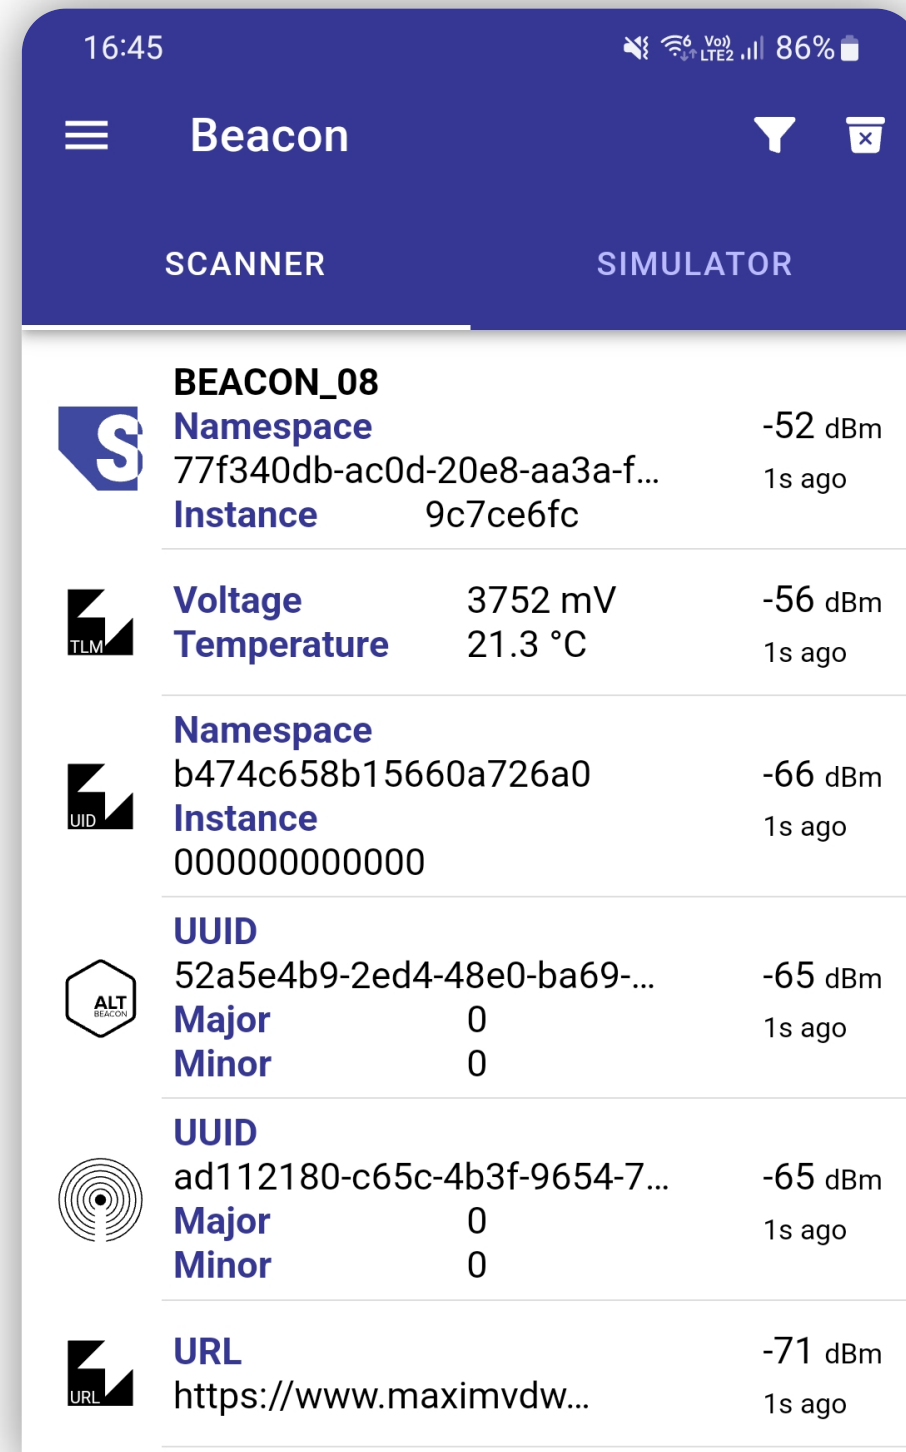 16:45
Vo))
LTE2
86%
Beacon
SCANNER SIMULATOR
BEACON_08
Namespace
77f340db-ac0d-20e8-aa3a-f...
Instance 9c7ce6fc
-52 dBm
1s ago
S
TLM
Voltage 3752 mV
Temperature 21.3 °C
-56 dBm
1s ago
UID
Namespace
b474c658b15660a726a0
Instance
000000000000
-66 dBm
1s ago
ALT
BEACON
UUID
52a5e4b9-2ed4-48e0-ba69-...
Major 0
Minor 0
-65 dBm
1s ago
UUID
ad112180-c65c-4b3f-9654-7...
Major 0
Minor 0
-65 dBm
1s ago
URL
URL
https://www.maximvdw...
-71 dBm
1s ago